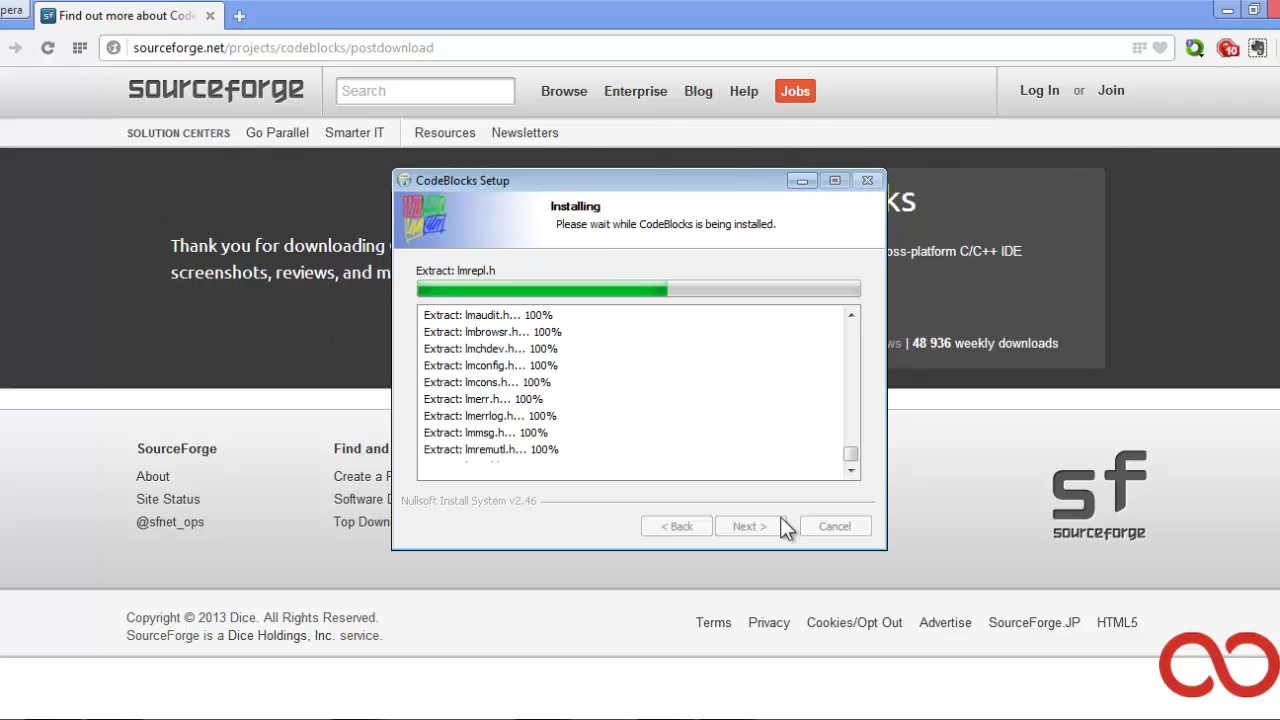 pera
Find out more about Code
sourceforge.net/projects/codeblocks/postdownload
10
sourceforge
Search
Browse
Enterprise
Blog
Help
Jobs
Log In or Join
SOLUTION CENTERS
Go Parallel
Smarter IT
Resources
Newsletters
CodeBlocks Setup
Installing
Please wait while CodeBlocks is being installed.
Thank you for downloading
screenshots, reviews, and m
ks
oss-platform C/C++ IDE
ws | 48 936 weekly downloads
Extract: lmrepl.h
Extract: lmaudit.h... 100%
Extract: lmbrowsr.h... 100%
Extract: lmchdev.h... 100%
Extract: lmconfig.h... 100%
Extract: lmcons.h... 100%
Extract: lmerr.h... 100%
Extract: lmerrlog.h... 100%
Extract: lmmsg.h... 100%
Extract: lmremutl.h... 100%
Nullsoft Install System v2.46
< Back
Next >
Cancel
SourceForge
About
Site Status
@sfnet_ops
Find and
Create a P
Software D
Top Down
sf
sourceforge
Copyright © 2013 Dice. All Rights Reserved.
SourceForge is a Dice Holdings, Inc. service.
Terms
Privacy
Cookies/Opt Out
Advertise
SourceForge.JP
HTML5